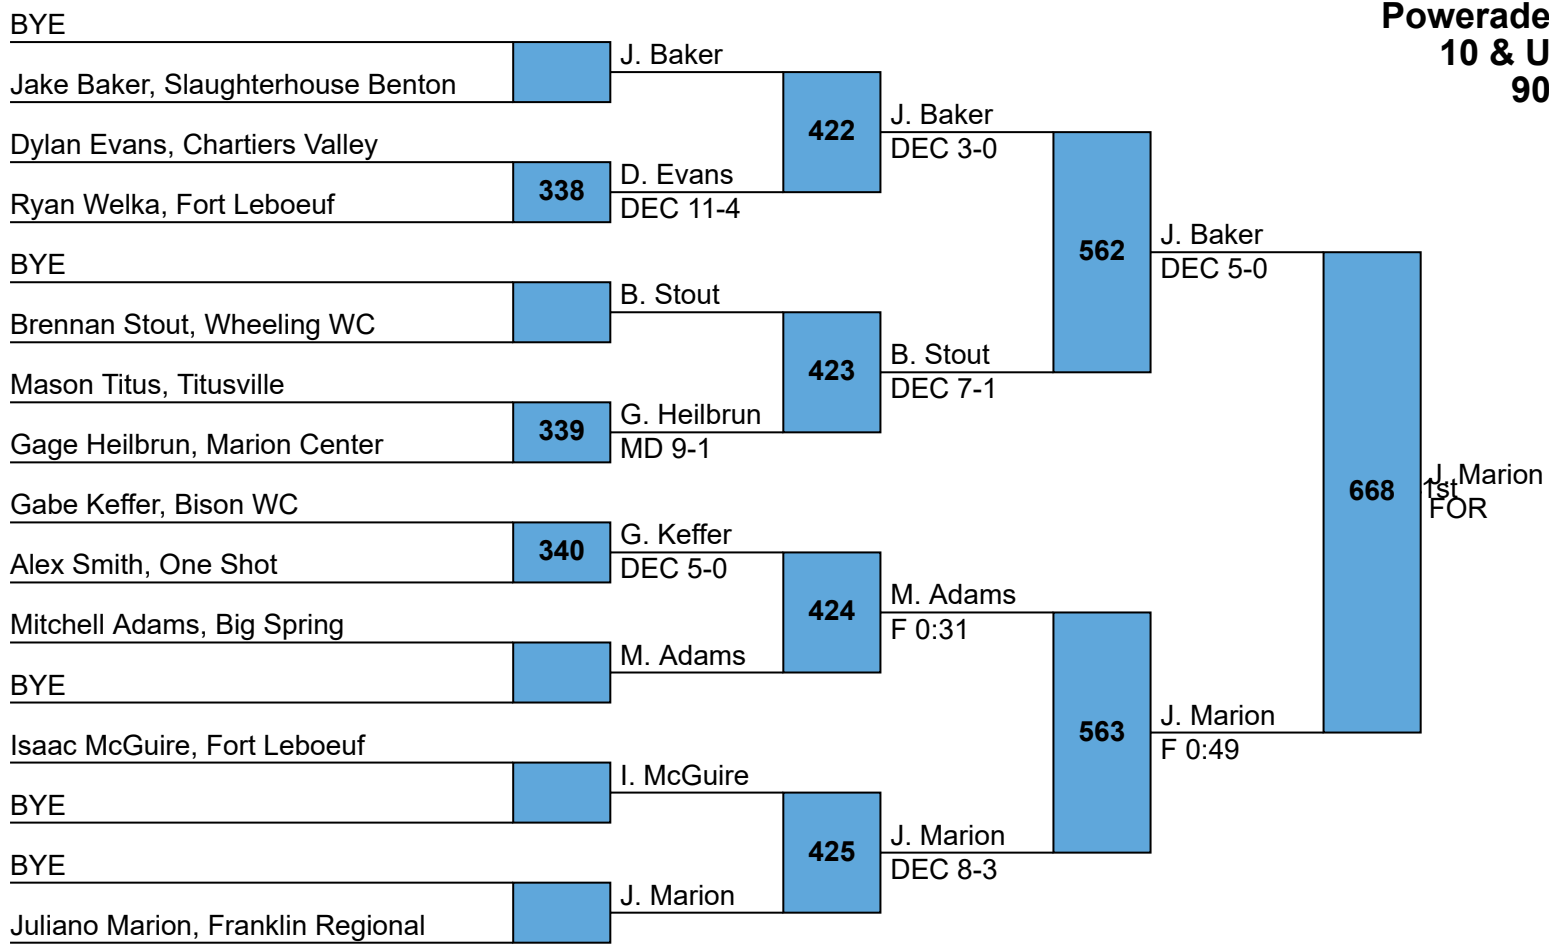 Powerade
10 & U
90
BYE
Jake Baker, Slaughterhouse Benton
Dylan Evans, Chartiers Valley
338
Ryan Welka, Fort Leboeuf
BYE
Brennan Stout, Wheeling WC
Mason Titus, Titusville
339
Gage Heilbrun, Marion Center
Gabe Keffer, Bison WC
340
Alex Smith, One Shot
Mitchell Adams, Big Spring
BYE
Isaac McGuire, Fort Leboeuf
BYE
BYE
Juliano Marion, Franklin Regional
J. Baker
422
D. Evans
DEC 11-4
B. Stout
423
G. Heilbrun
MD 9-1
G. Keffer
DEC 5-0
424
M. Adams
I. McGuire
425
J. Marion
J. Baker
DEC 3-0
562
B. Stout
DEC 7-1
M. Adams
F 0:31
563
J. Marion
DEC 8-3
J. Baker
DEC 5-0
668
J. Marion
F 0:49
J. Marion
1st
FOR